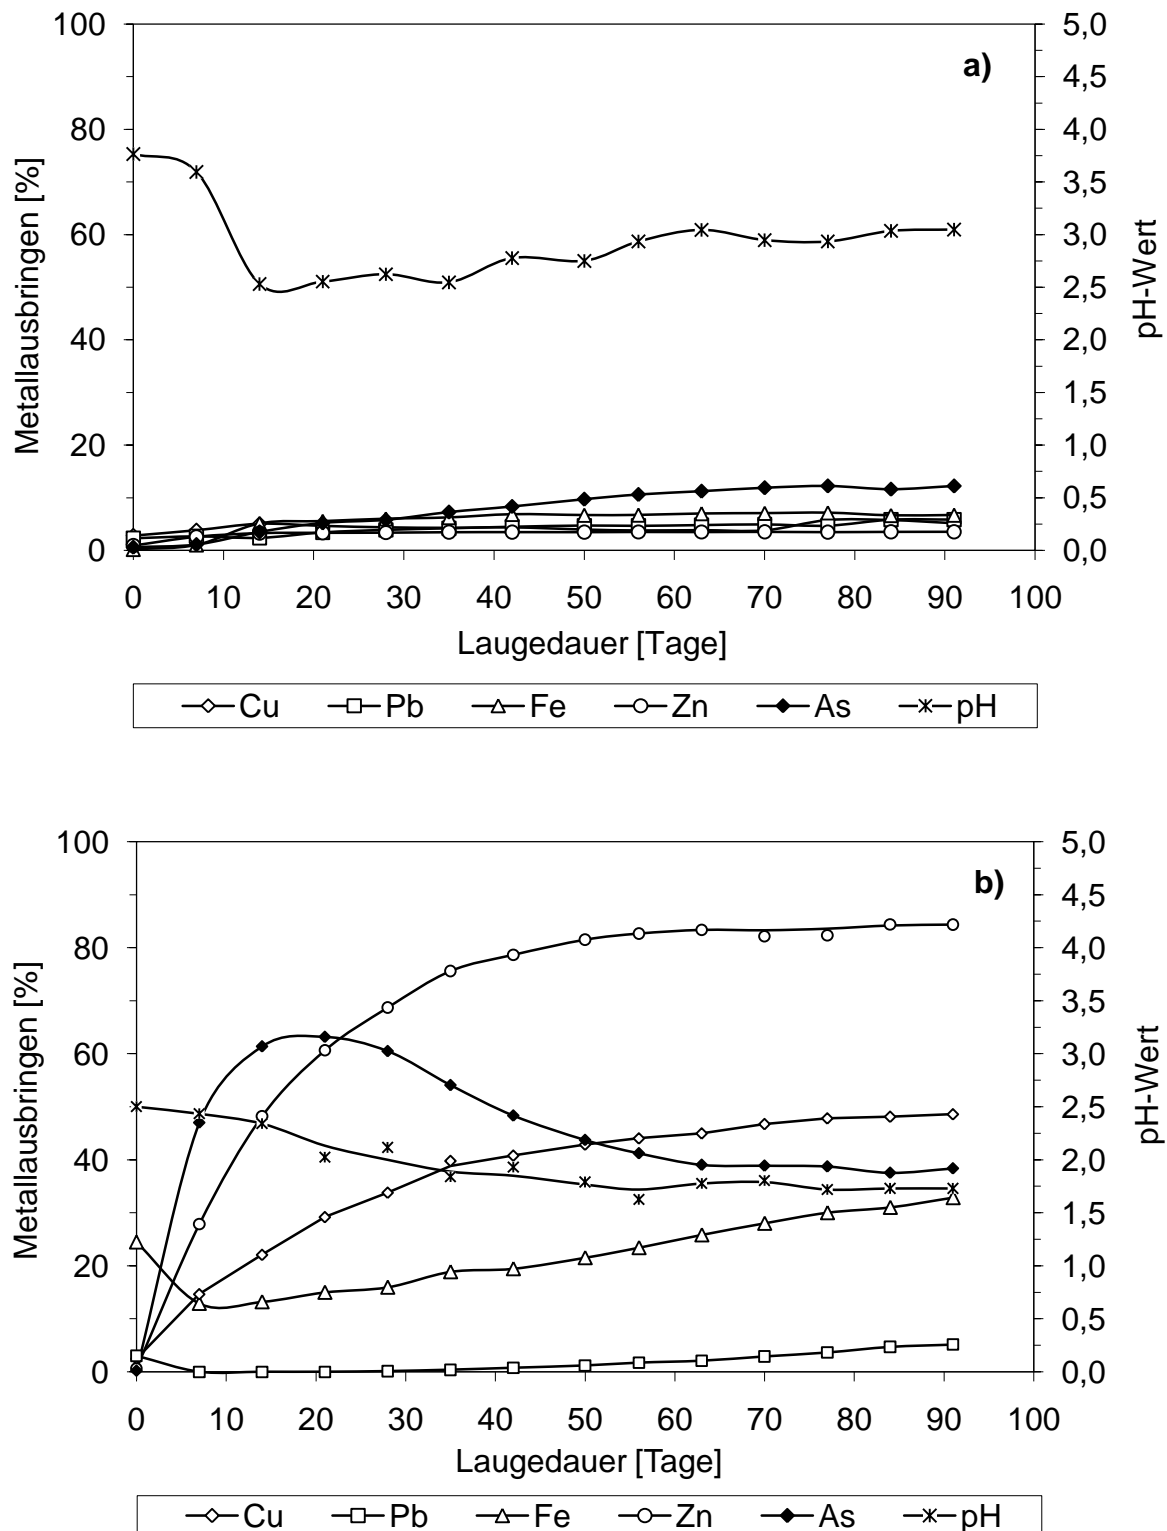 a)
100
80
60
40
20
0
Metallausbringen [%]
5,0
4,5
4,0
3,5
3,0
2,5
2,0
1,5
1,0
0,5
0,0
pH-Wert
0 10 20 30 40 50 60 70 80 90 100
Laugedauer [Tage]
Cu Pb Fe Zn As pH
b)
100
80
60
40
20
0
Metallausbringen [%]
5,0
4,5
4,0
3,5
3,0
2,5
2,0
1,5
1,0
0,5
0,0
pH-Wert
0 10 20 30 40 50 60 70 80 90 100
Laugedauer [Tage]
Cu Pb Fe Zn As pH